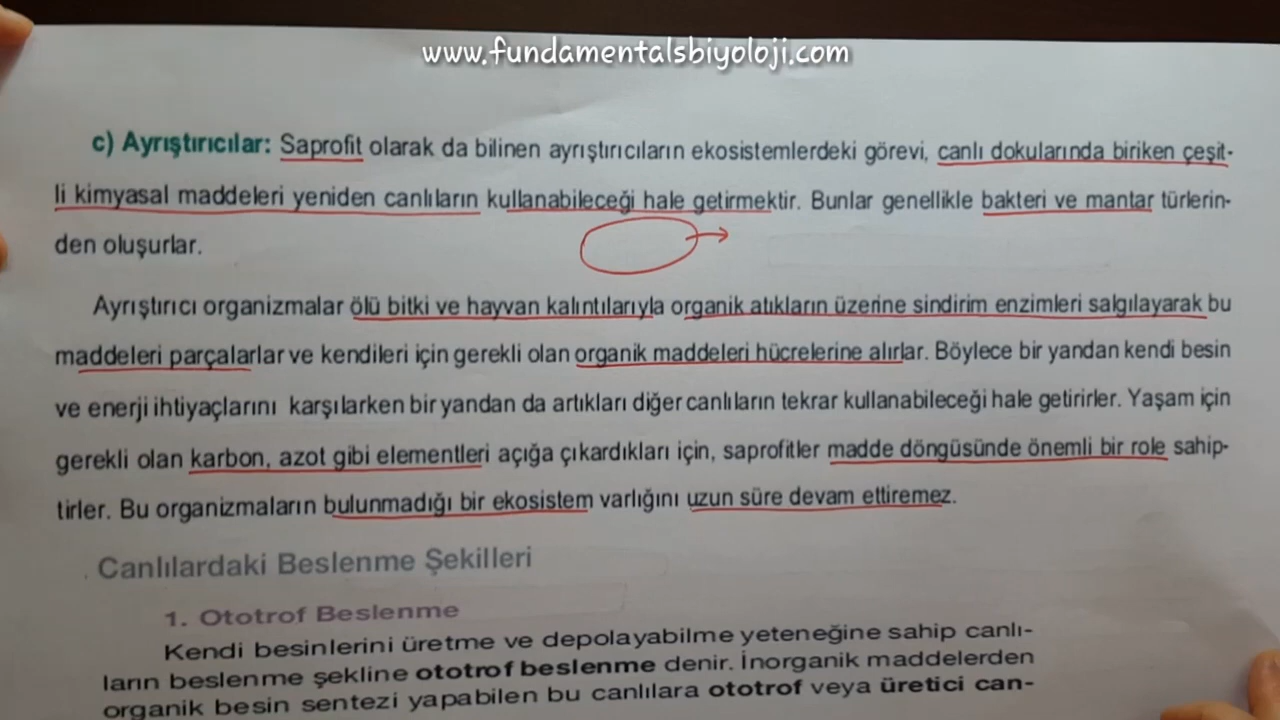 www.fundamentalsbiyoloji.com
c) Ayrıştırıcılar: Saprofit olarak da bilinen ayrıştırıcıların ekosistemlerdeki görevi, canlı dokularında biriken çeşit-
li kimyasal maddeleri yeniden canlıların kullanabileceği hale getirmektir. Bunlar genellikle bakteri ve mantar türlerin-
den oluşurlar.
Ayrıştırıcı organizmalar ölü bitki ve hayvan kalıntılarıyla organik atıkların üzerine sindirim enzimleri salgılayarak bu
maddeleri parçalarlar ve kendileri için gerekli olan organik maddeleri hücrelerine alırlar. Böylece bir yandan kendi besin
ve enerji ihtiyaçlarını karşılarken bir yandan da artıkları diğer canlıların tekrar kullanabileceği hale getirirler. Yaşam için
gerekli olan karbon, azot gibi elementleri açığa çıkardıkları için, saprofitler madde döngüsünde önemli bir role sahip-
tirler. Bu organizmaların bulunmadığı bir ekosistem varlığını uzun süre devam ettiremez.
Canlılardaki Beslenme Şekilleri
1. Ototrof Beslenme
Kendi besinlerini üretme ve depolayabilme yeteneğine sahip canlı-
ların beslenme şekline ototrof beslenme denir. İnorganik maddelerden
organik besin sentezi yapabilen bu canlılara ototrof veya üretici can-